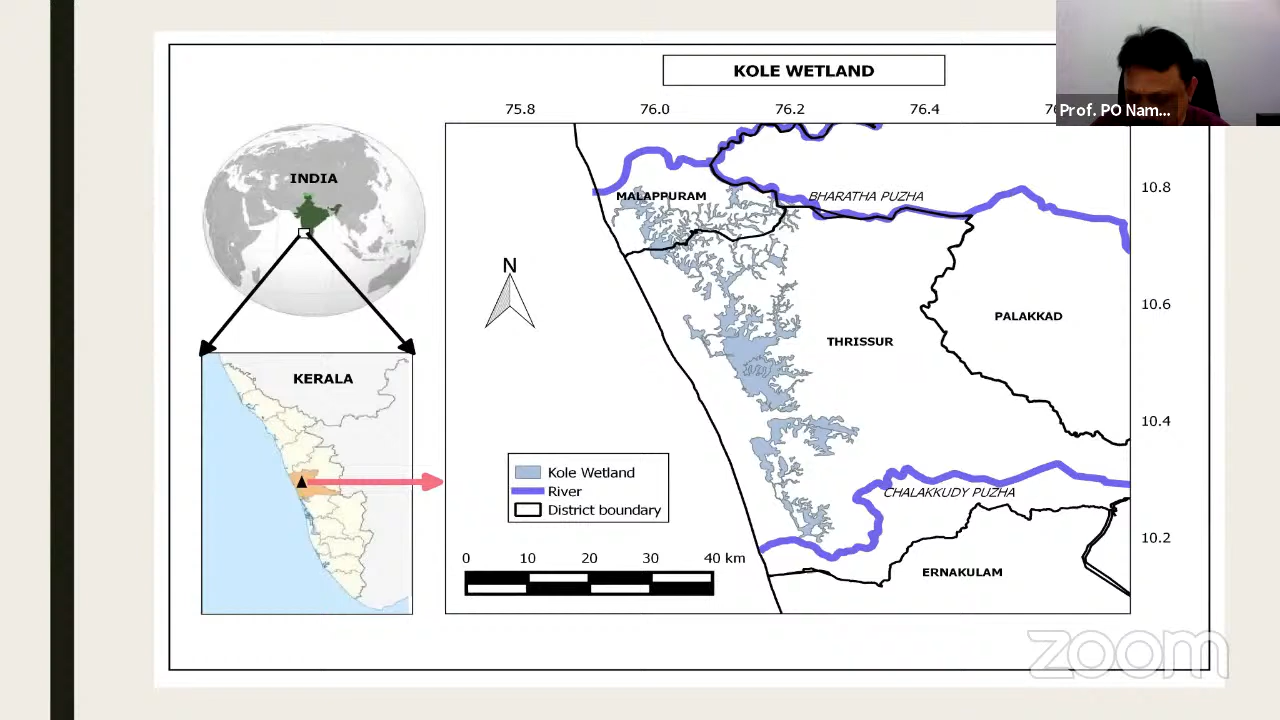 KOLE WETLAND
Prof. PO Nam...
75.8 76.0 76.2 76.4
INDIA
10.8
MALAPPURAM
BHARATHA PUZHA
N
10.6
PALAKKAD
THRISSUR
KERALA
10.4
Kole Wetland
River
District boundary
CHALAKKUDY PUZHA
10.2
0 10 20 30 40 km
ERNAKULAM
zoom